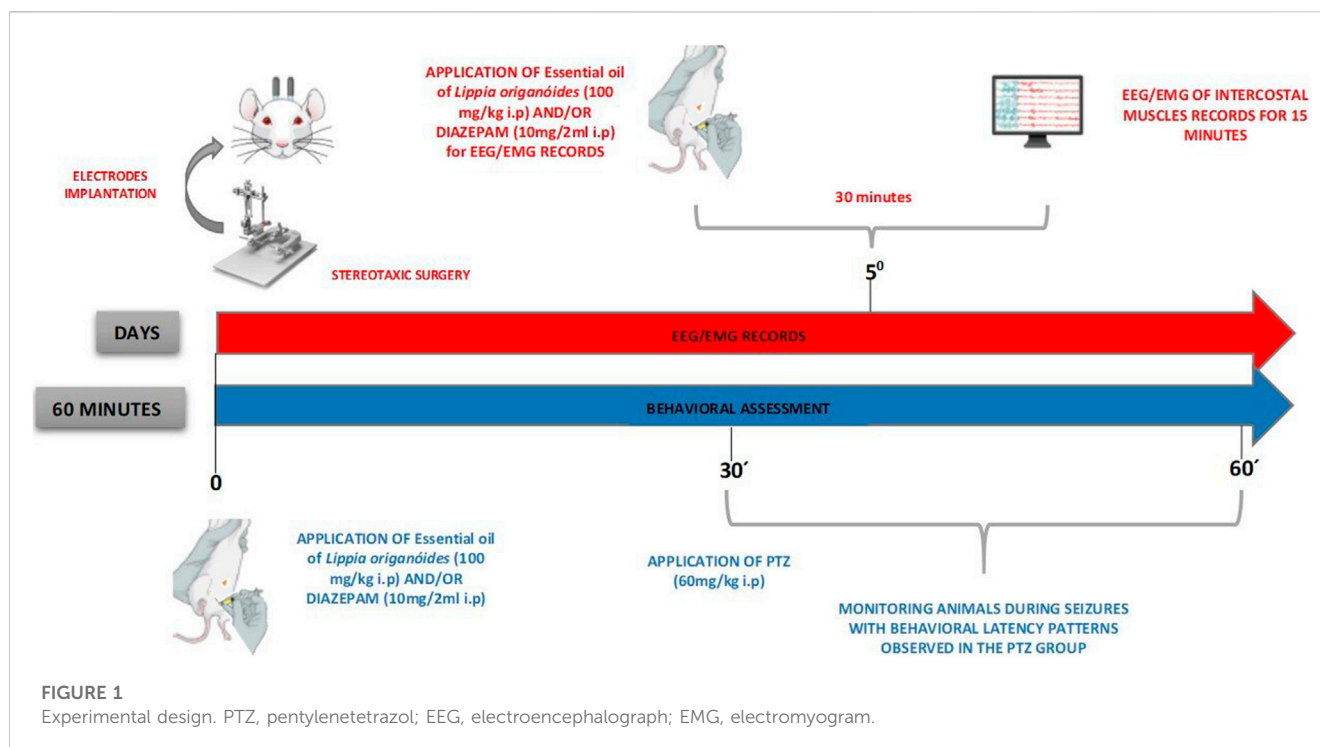 APPLICATION OF Essential oil
of Lippia origanóides (100
mg/kg i.p) AND/OR
DIAZEPAM (10mg/2ml i.p)
for EEG/EMG RECORDS
EEG/EMG OF INTERCOSTAL
MUSCLES RECORDS FOR 15
MINUTES
ELECTRODES
IMPLANTATION
30 minutes
STEREOTAXIC SURGERY
5⁰
DAYS
EEG/EMG RECORDS
60 MINUTES
BEHAVIORAL ASSESSMENT
0
30´
60´
APPLICATION OF Essential oil
of Lippia origanóides (100
mg/kg i.p) AND/OR
DIAZEPAM (10mg/2ml i.p)
APPLICATION OF PTZ
(60mg/kg i.p)
MONITORING ANIMALS DURING SEIZURES
WITH BEHAVIORAL LATENCY PATTERNS
OBSERVED IN THE PTZ GROUP
FIGURE 1
Experimental design. PTZ, pentylenetetrazol; EEG, electroencephalograph; EMG, electromyogram.